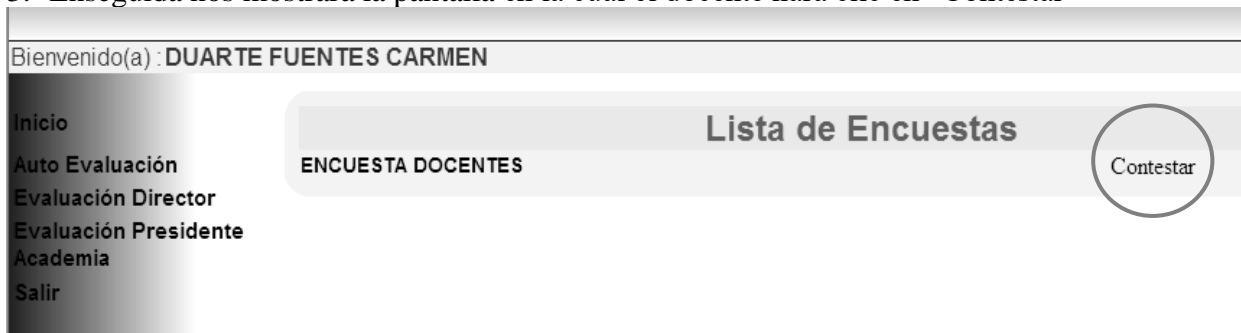 Bienvenido(a) : DUARTE FUENTES CARMEN
Inicio
Auto Evaluación
Evaluación Director
Evaluación Presidente
Academia
Salir
Lista de Encuestas
ENCUESTA DOCENTES
Contestar